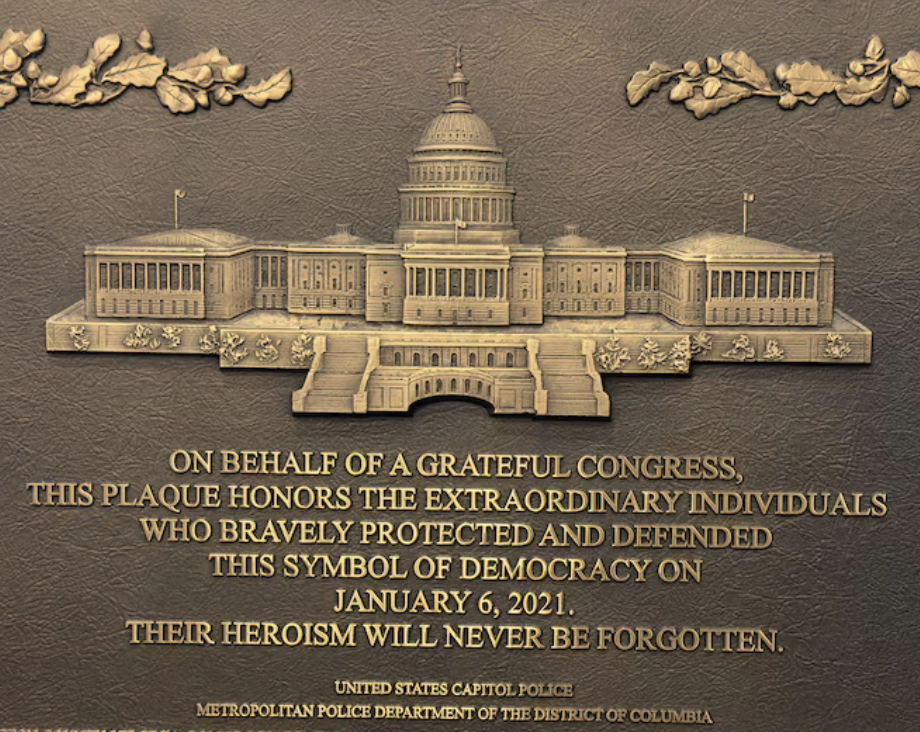 ON BEHALF OF A GRATEFUL CONGRESS,
THIS PLAQUE HONORS THE EXTRAORDINARY INDIVIDUALS
WHO BRAVELY PROTECTED AND DEFENDED
THIS SYMBOL OF DEMOCRACY ON
JANUARY 6, 2021.
THEIR HEROISM WILL NEVER BE FORGOTTEN.
UNITED STATES CAPITOL POLICE
METROPOLITAN POLICE DEPARTMENT OF THE DISTRICT OF COLUMBIA